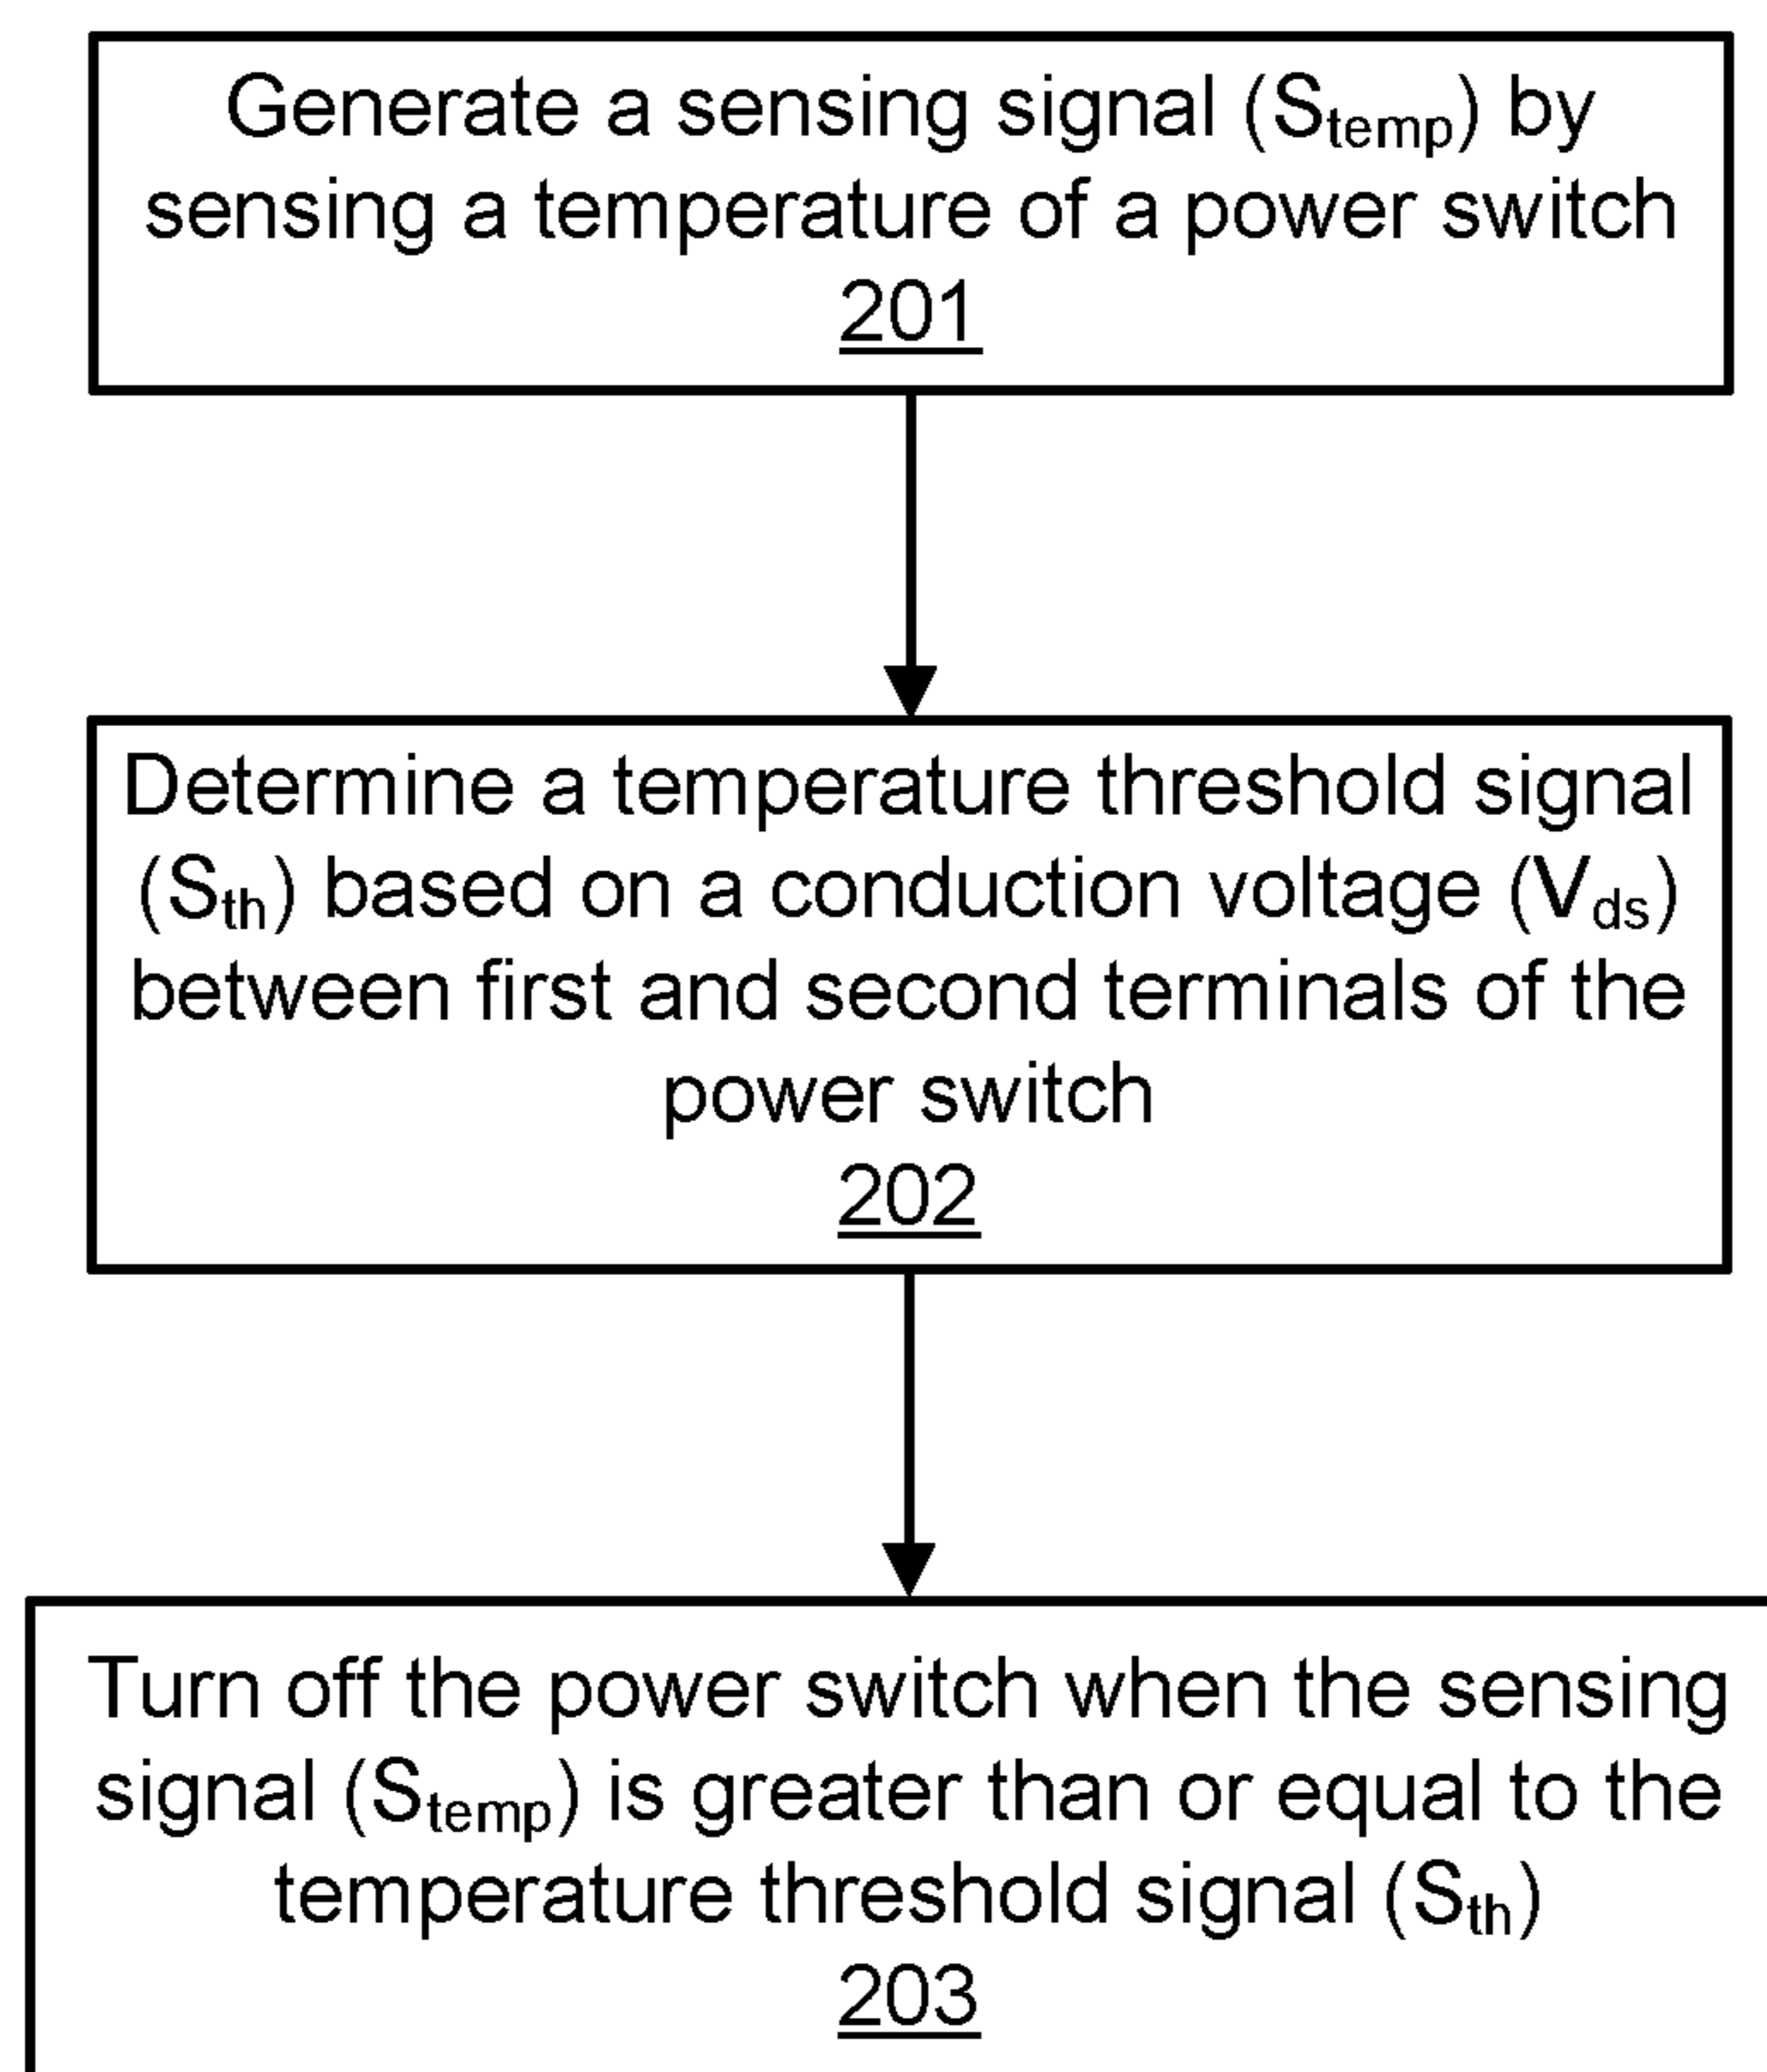 Generate a sensing signal (Stemp) by
sensing a temperature of a power switch
201
Determine a temperature threshold signal
(Sth) based on a conduction voltage (Vds)
between first and second terminals of the
power switch
202
Turn off the power switch when the sensing
signal (Stemp) is greater than or equal to the
temperature threshold signal (Sth)
203